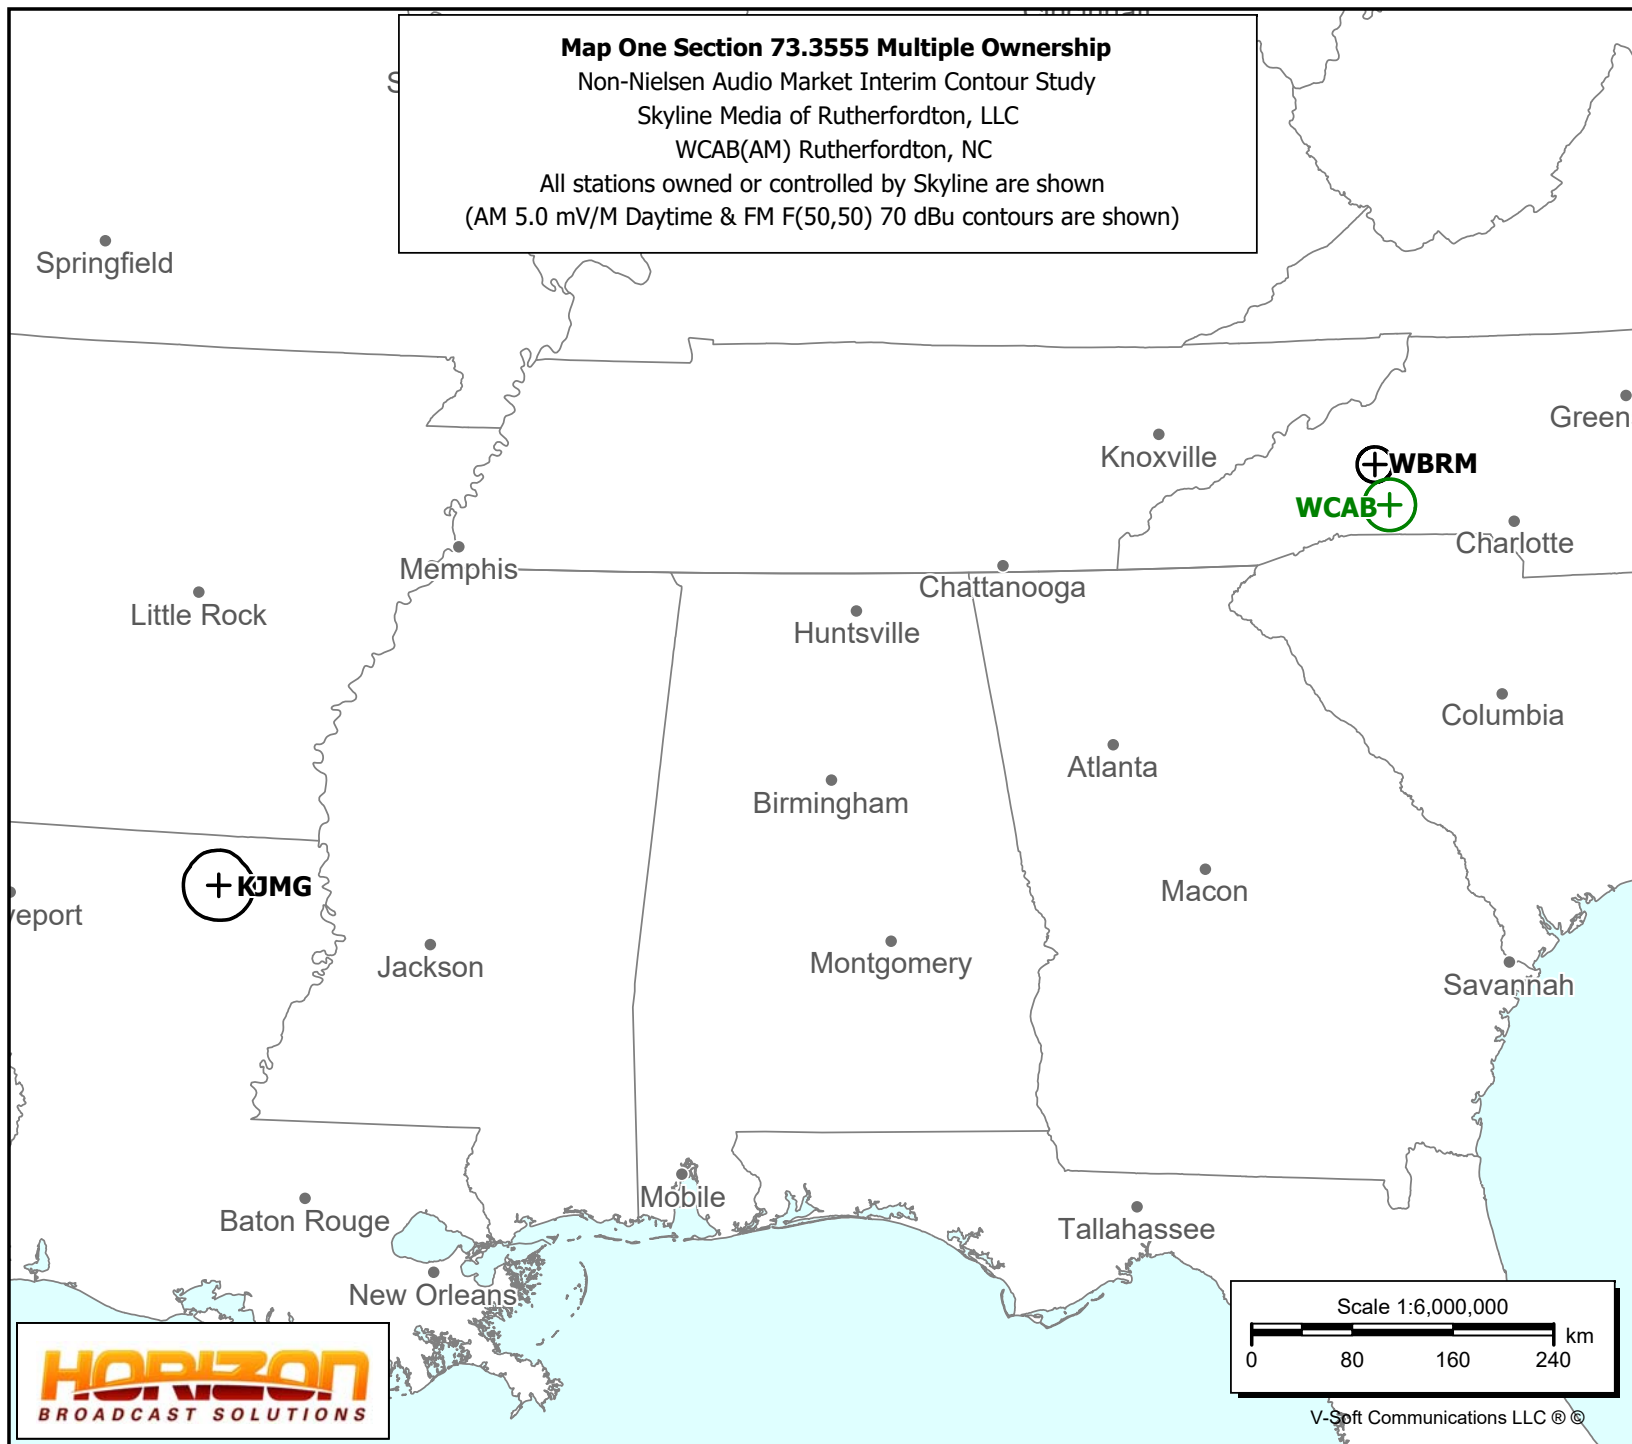 Map One Section 73.3555 Multiple Ownership
Non-Nielsen Audio Market Interim Contour Study
Skyline Media of Rutherfordton, LLC
WCAB(AM) Rutherfordton, NC
All stations owned or controlled by Skyline are shown
(AM 5.0 mV/M Daytime & FM F(50,50) 70 dBu contours are shown)
Springfield
Green
Knoxville
WBRM
WCAB
Charlotte
Memphis
Chattanooga
Little Rock
Huntsville
Columbia
Atlanta
Birmingham
KJMG
Macon
veport
Jackson
Montgomery
Savannah
Mobile
Baton Rouge
Tallahassee
New Orleans
Scale 1:6,000,000
km
0 80 160 240
HORIZON
BROADCAST SOLUTIONS
V-Soft Communications LLC ® ©